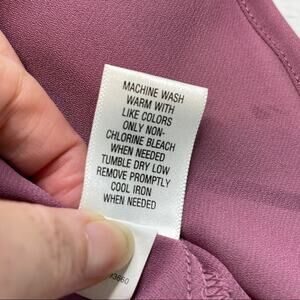 MACHINE WASH
WARM WITH
LIKE COLORS
ONLY NON-
CHLORINE BLEACH
WHEN NEEDED
TUMBLE DRY LOW
REMOVE PROMPTLY
COOL IRON
WHEN NEEDED